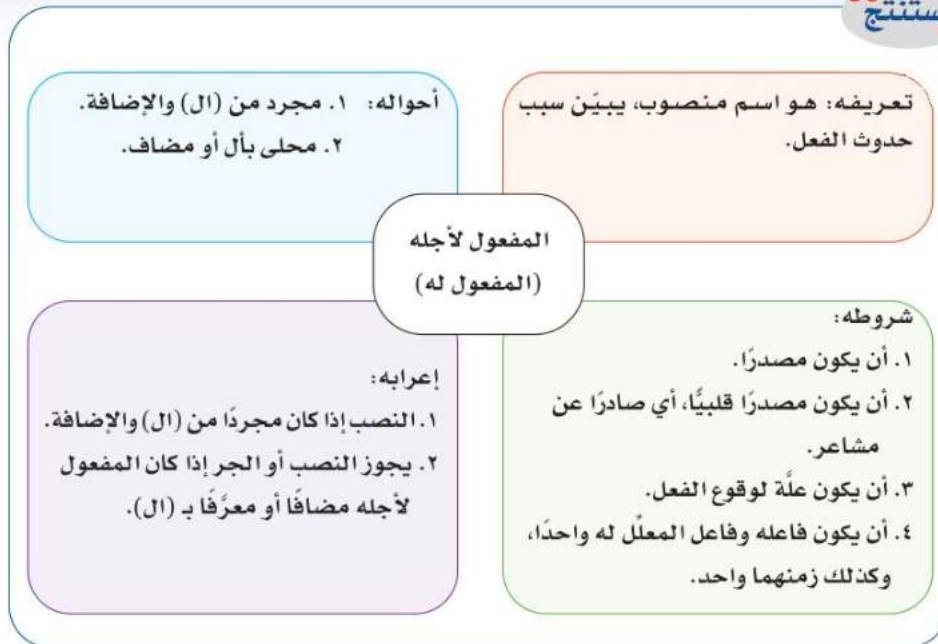 ستنتج
تعريفه: هو اسم منصوب، يبيّن سبب
حدوث الفعل.
أحواله: ١. مجرد من (ال) والإضافة.
٢. محلى بأل أو مضاف.
المفعول لأجله
(المفعول له)
شروطه:
١. أن يكون مصدرًا.
٢. أن يكون مصدرًا قلبيًّا، أي صادرًا عن
مشاعر.
٣. أن يكون علَّة لوقوع الفعل.
٤. أن يكون فاعله وفاعل المعلَّل له واحدًا،
وكذلك زمنهما واحد.
إعرابه:
١. النصب إذا كان مجردًا من (ال) والإضافة.
٢. يجوز النصب أو الجر إذا كان المفعول
لأجله مضافًا أو معرَّفًا بـ (ال).